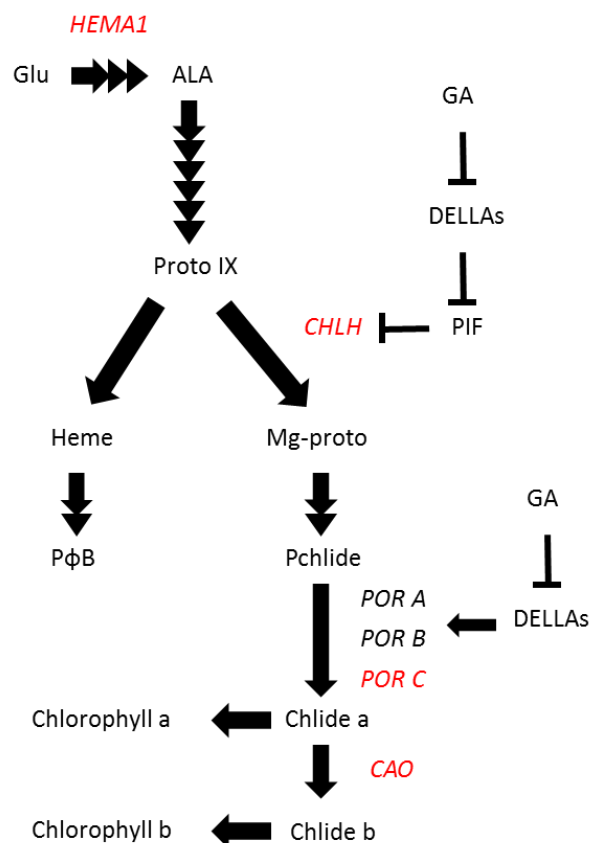 HEMA1
Glu
ALA
GA
DELLAs
Proto IX
CHLH
PIF
Heme
Mg-proto
GA
PϕB
Pchlide
POR A
DELLAs
POR B
POR C
Chlorophyll a
Chlide a
CAO
Chlorophyll b
Chlide b